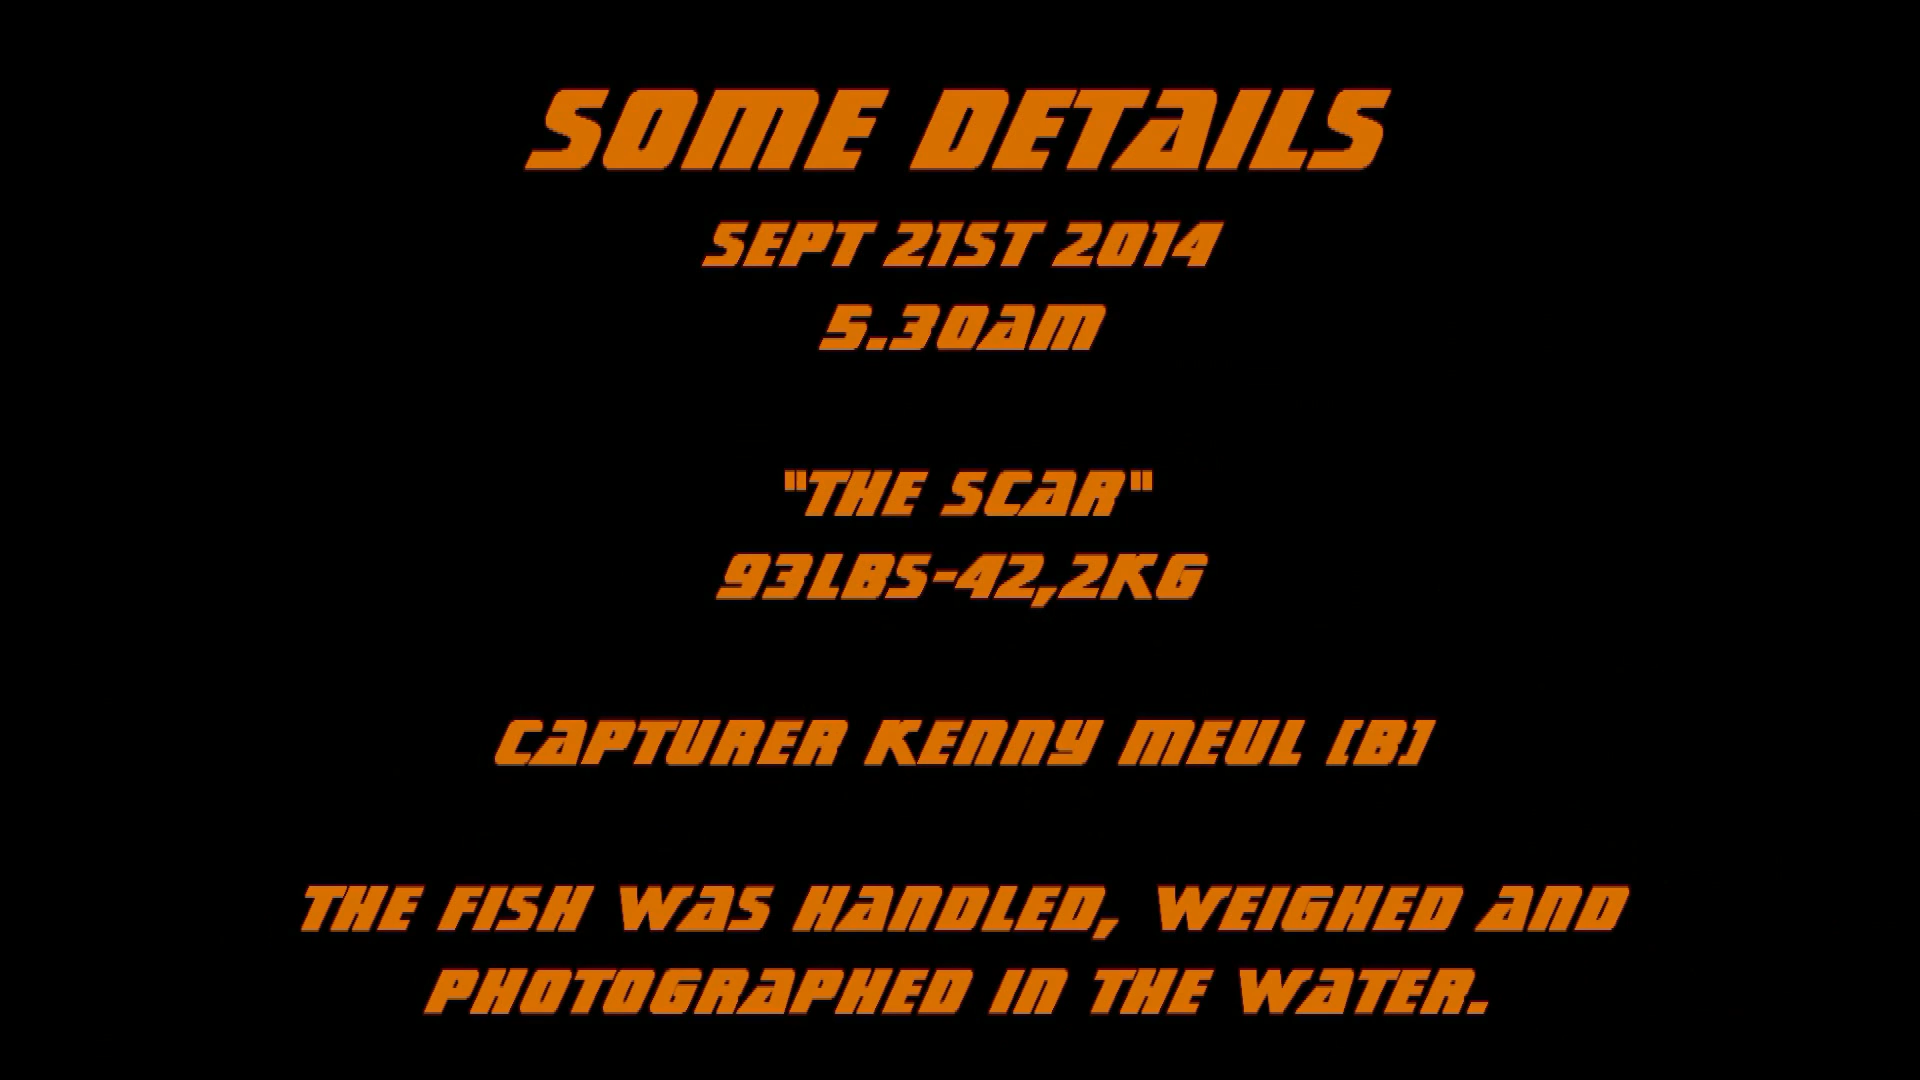 SOME DETAILS
SEPT 21ST 2014
5.30AM
"THE SCAR"
93LBS-42,2KG
CAPTURER KENNY MEUL (B)
THE FISH WAS HANDLED, WEIGHED AND
PHOTOGRAPHED IN THE WATER.